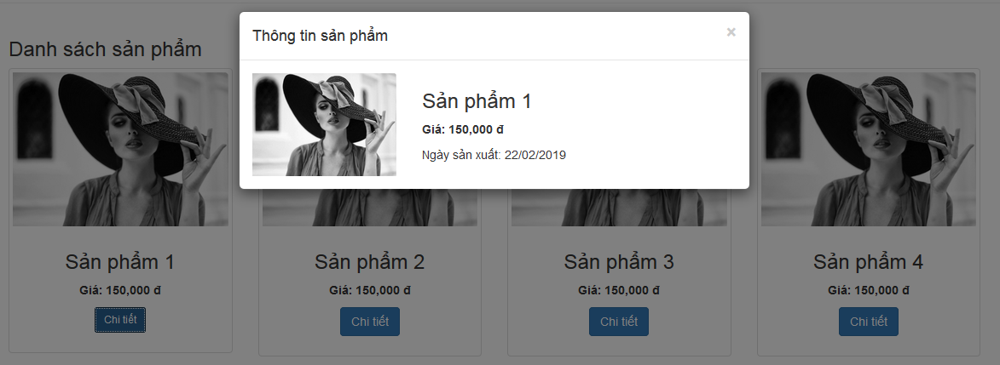 Thông tin sản phẩm ×
Sản phẩm 1
Giá: 150,000 đ
Ngày sản xuất: 22/02/2019
Danh sách sản phẩm
Sản phẩm 1
Giá: 150,000 đ
Chi tiết
Sản phẩm 2
Giá: 150,000 đ
Chi tiết
Sản phẩm 3
Giá: 150,000 đ
Chi tiết
Sản phẩm 4
Giá: 150,000 đ
Chi tiết